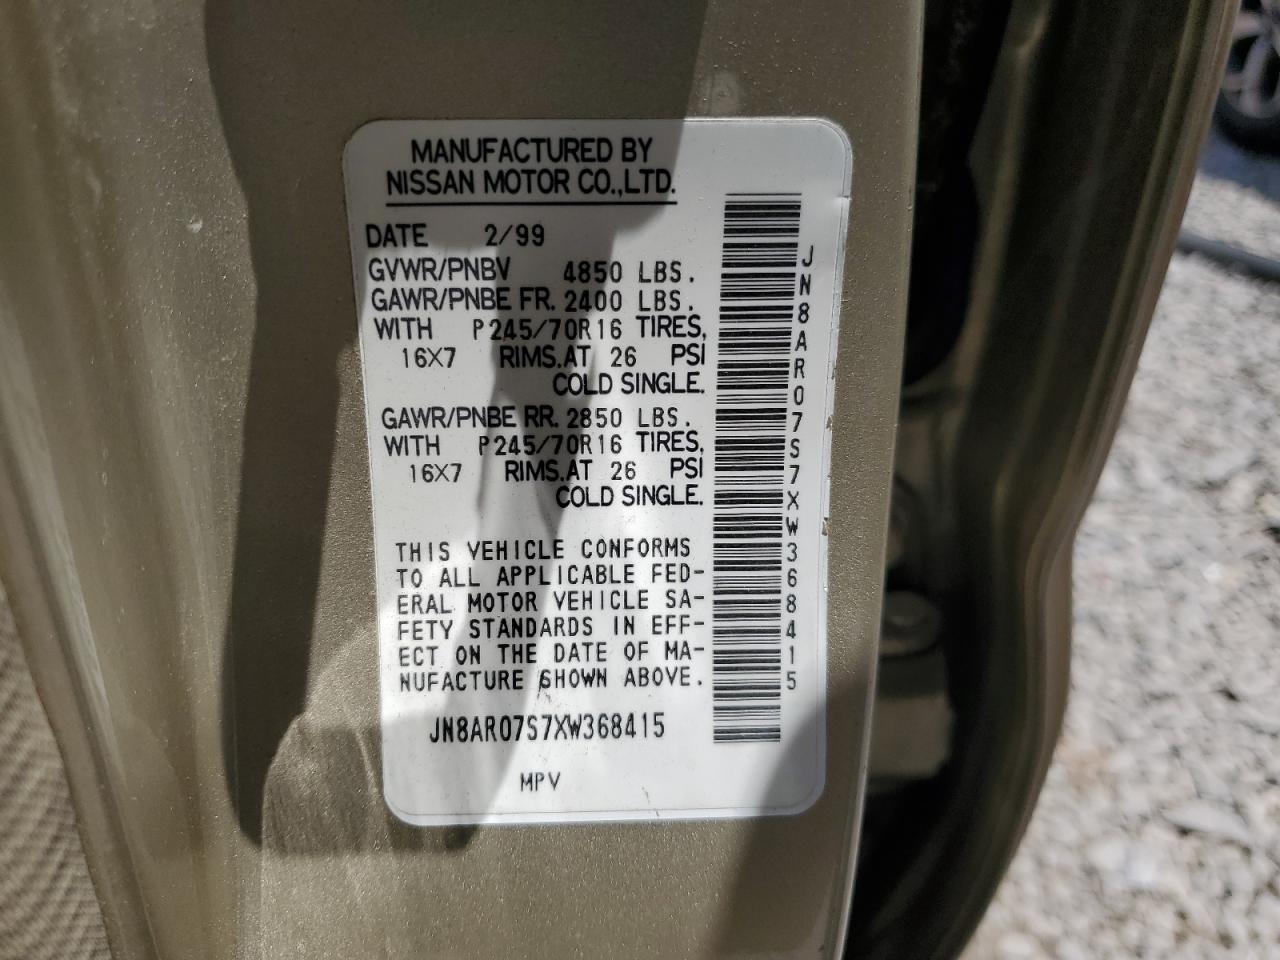 MANUFACTURED BY
NISSAN MOTOR CO.,LTD.
DATE 2/99
GVWR/PNBV 4850 LBS.
GAWR/PNBE FR. 2400 LBS.
WITH P245/70R16 TIRES,
16X7 RIMS.AT 26 PSI
COLD SINGLE.
GAWR/PNBE RR. 2850 LBS.
WITH P245/70R16 TIRES,
16X7 RIMS.AT 26 PSI
COLD SINGLE.
THIS VEHICLE CONFORMS
TO ALL APPLICABLE FED-
ERAL MOTOR VEHICLE SA-
FETY STANDARDS IN EFF-
ECT ON THE DATE OF MA-
NUFACTURE SHOWN ABOVE.
JN8AR07S7XW368415
MPV
JN8AR07S7XW368415